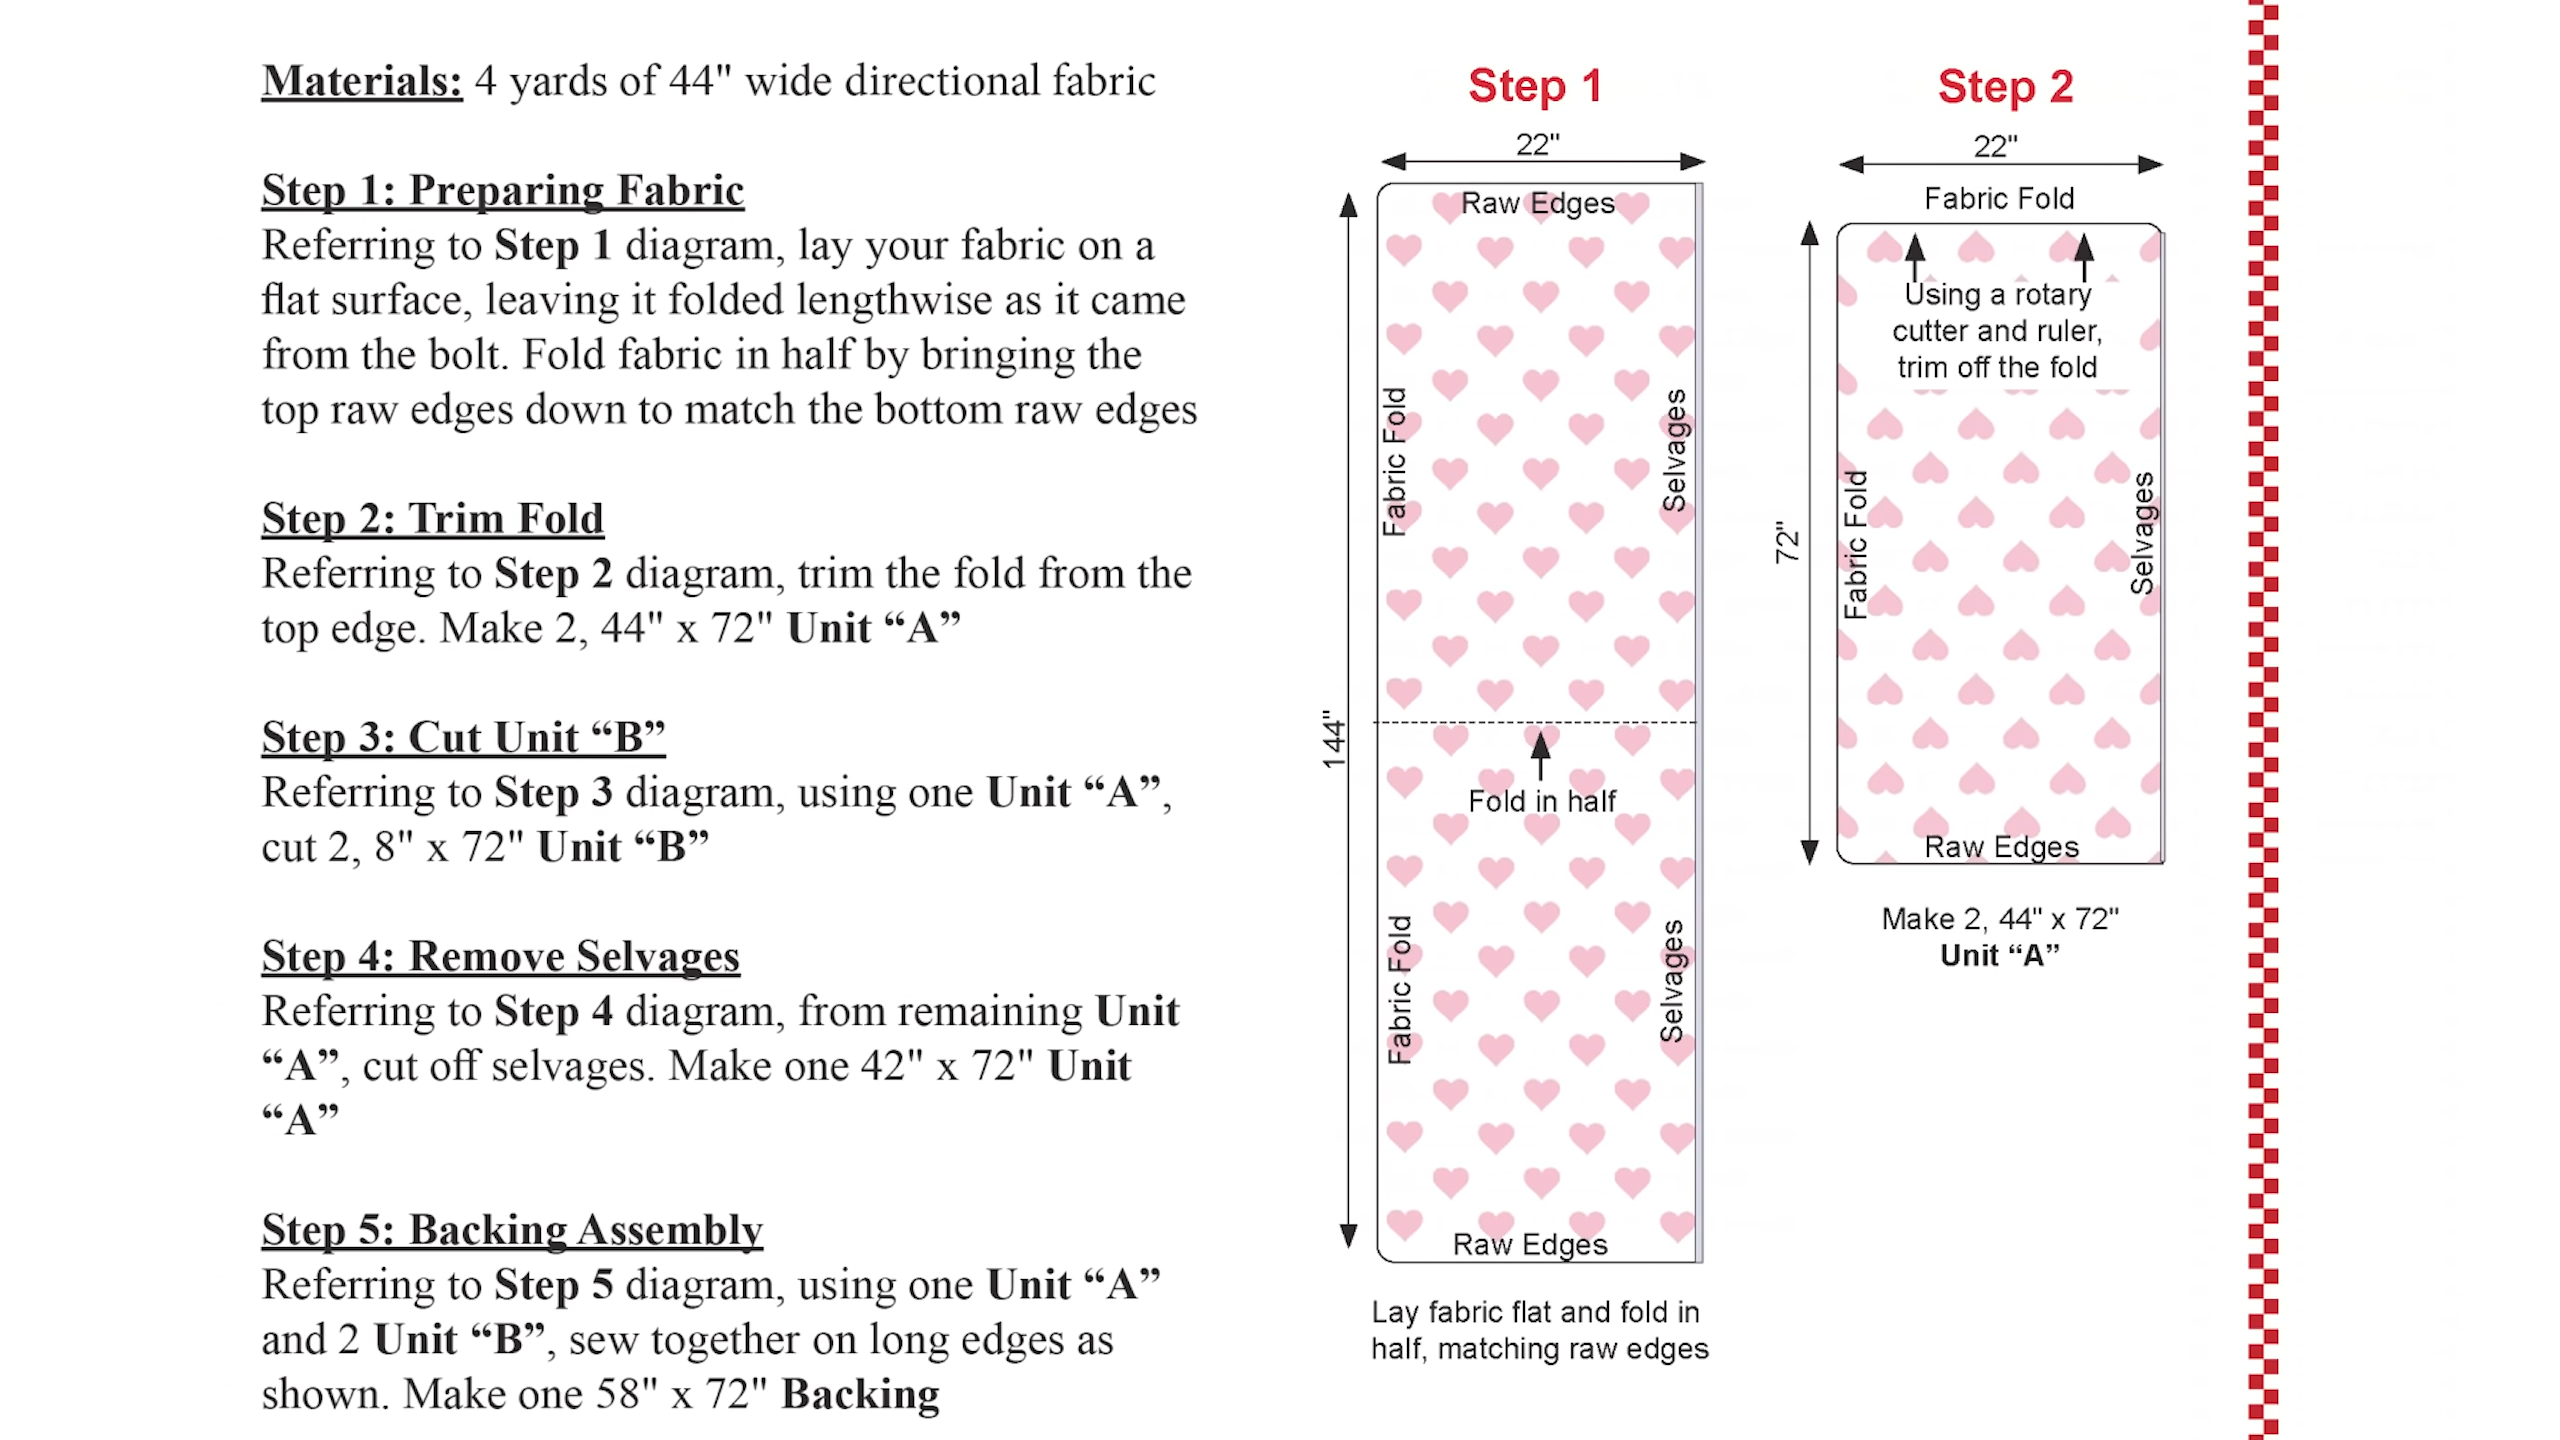 Materials: 4 yards of 44" wide directional fabric
Step 1: Preparing Fabric
Referring to Step 1 diagram, lay your fabric on a
flat surface, leaving it folded lengthwise as it came
from the bolt. Fold fabric in half by bringing the
top raw edges down to match the bottom raw edges
Step 2: Trim Fold
Referring to Step 2 diagram, trim the fold from the
top edge. Make 2, 44" x 72" Unit “A”
Step 3: Cut Unit “B”
Referring to Step 3 diagram, using one Unit “A”,
cut 2, 8" x 72" Unit “B”
Step 4: Remove Selvages
Referring to Step 4 diagram, from remaining Unit
“A”, cut off selvages. Make one 42" x 72" Unit
“A”
Step 5: Backing Assembly
Referring to Step 5 diagram, using one Unit “A”
and 2 Unit “B”, sew together on long edges as
shown. Make one 58" x 72" Backing
Step 1
22"
Raw Edges
Fabric Fold
Selvages
144"
Fold in half
Fabric Fold
Selvages
Raw Edges
Lay fabric flat and fold in
half, matching raw edges
Step 2
22"
Fabric Fold
Using a rotary
cutter and ruler,
trim off the fold
72"
Fabric Fold
Selvages
Raw Edges
Make 2, 44" x 72"
Unit “A”